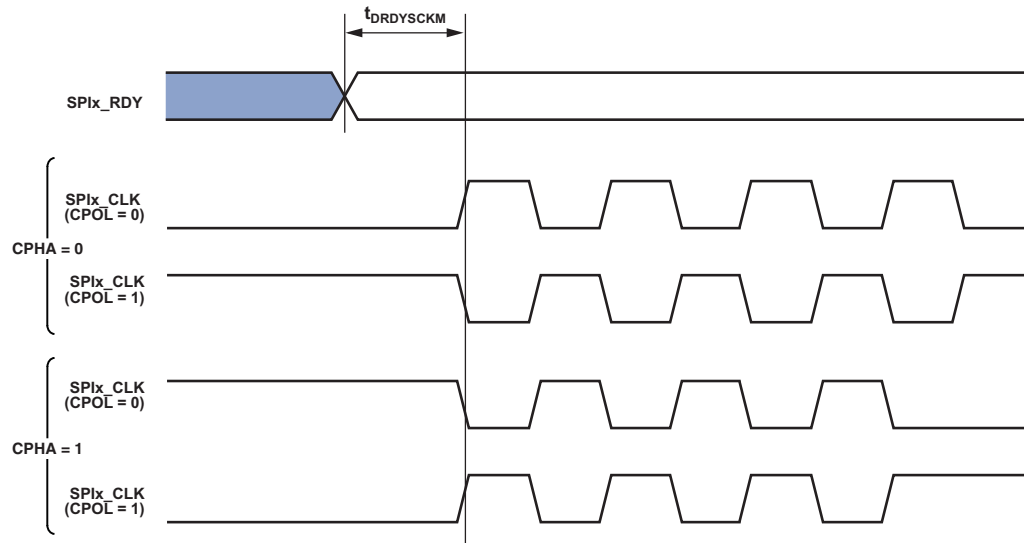 tDRDYSCKM
SPIx_RDY
SPIx_CLK
(CPOL = 0)
CPHA = 0
SPIx_CLK
(CPOL = 1)
SPIx_CLK
(CPOL = 0)
CPHA = 1
SPIx_CLK
(CPOL = 1)